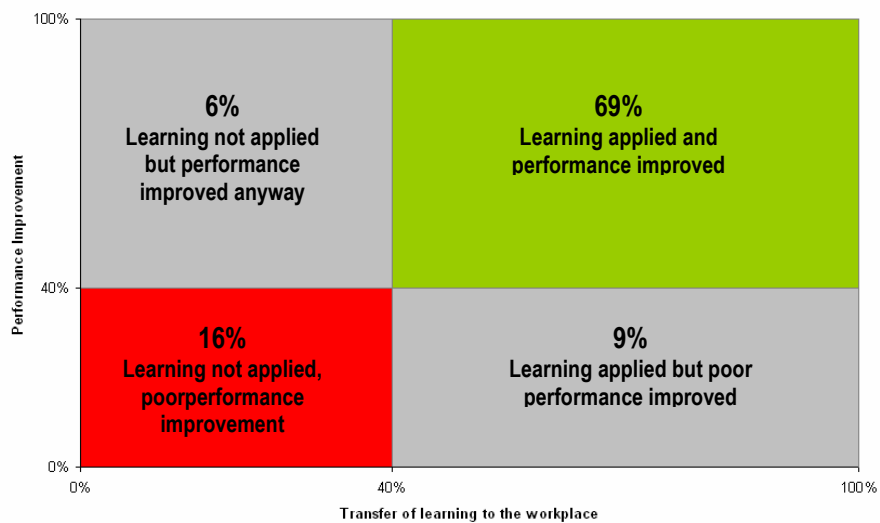 100%
6%
Learning not applied
but performance
improved anyway
69%
Learning applied and
performance improved
Performance Improvement
40%
16%
Learning not applied,
poorperformance
improvement
9%
Learning applied but poor
performance improved
0%
0%
40%
100%
Transfer of learning to the workplace